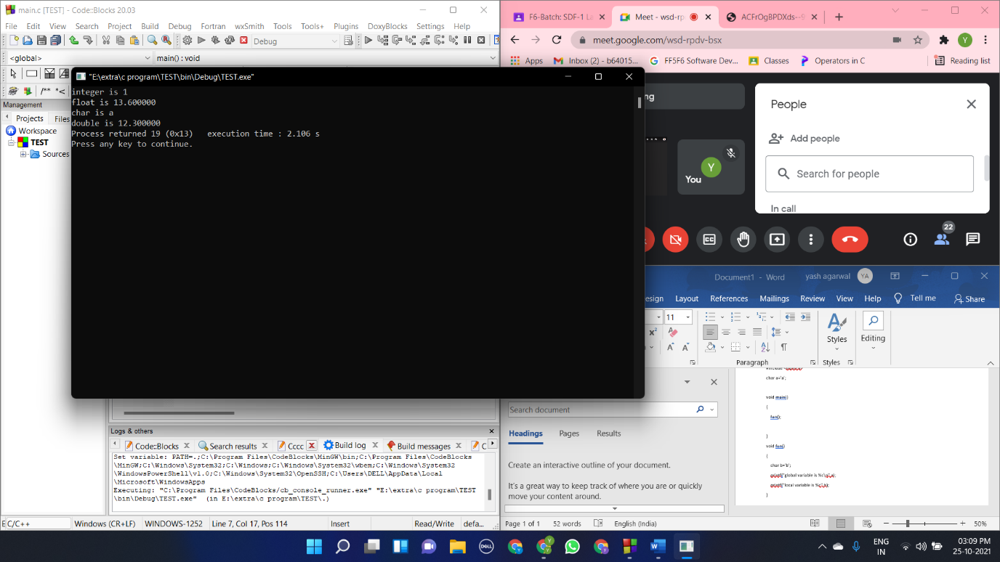 main.c [TEST] - Code::Blocks 20.03
File Edit View Search Project Build Debug Fortran wxSmith Tools Tools+ Plugins DoxyBlocks Settings Help
Debug
<global>
main() : void
/** *<
Management
Projects Files
Workspace
TEST
Sources
"E:\extra\c program\TEST\bin\Debug\TEST.exe"
integer is 1
float is 13.600000
char is a
double is 12.300000
Process returned 19 (0x13)   execution time : 2.106 s
Press any key to continue.
Logs & others
Code::Blocks Search results Cccc Build log Build messages
Set variable: PATH=.;C:\Program Files\CodeBlocks\MinGW\bin;C:\Program Files\CodeBlocks
\MinGW;C:\Windows\System32;C:\Windows;C:\Windows\System32\wbem;C:\Windows\System32
\WindowsPowerShell\v1.0;C:\Windows\System32\OpenSSH;C:\Users\DELL\AppData\Local
\Microsoft\WindowsApps
Executing: "C:\Program Files\CodeBlocks/cb_console_runner.exe" "E:\extra\c program\TEST
\bin\Debug\TEST.exe"  (in E:\extra\c program\TEST\.)
C/C++ Windows (CR+LF) WINDOWS-1252 Line 7, Col 17, Pos 114 Insert Read/Write defa...
F6-Batch: SDF-1 La
Meet - wsd-rp
ACFrOgBPDXds--9
meet.google.com/wsd-rpdv-bsx
Y
Apps Inbox (2) - b64015... FF5F6 Software Dev... Classes Operators in C Reading list
ng
Y
You
People
Add people
Search for people
In call
CC
22
Document1 - Word yash agarwal YA
esign Layout References Mailings Review View Help Tell me Share
11
Styles
Editing
Paragraph
Styles
Search document
Headings Pages Results
Create an interactive outline of your document.
It's a great way to keep track of where you are or quickly
move your content around.
char a='a';
void main()
{
fun();
}
void fun()
{
char b='b';
printf("global variable is %c\n",a);
printf("local variable is %c",b);
}
Page 1 of 1 52 words English (India) 50%
DELL
ENG
IN
03:09 PM
25-10-2021